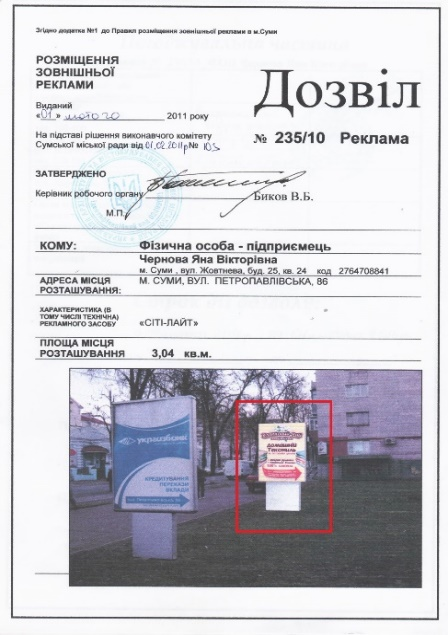 Згідно додатка №1 до Правил розміщення зовнішньої реклами в м.Суми
РОЗМІЩЕННЯ
ЗОВНІШНЬОЇ
РЕКЛАМИ
Дозвіл
Виданий
«01» лютого 2011 року
На підставі рішення виконавчого комітету
Сумської міської ради від 01.02.2011р № 103
№ 235/10 Реклама
ЗАТВЕРДЖЕНО
Керівник робочого органу Биков В.Б.
М.П.
КОМУ: Фізична особа - підприємець
Чернова Яна Вікторівна
м. Суми , вул. Жовтнева, буд. 25, кв. 24 код 2764708841
АДРЕСА МІСЦЯ РОЗТАШУВАННЯ: М. СУМИ, ВУЛ. ПЕТРОПАВЛІВСЬКА, 86
ХАРАКТЕРИСТИКА (В
ТОМУ ЧИСЛІ ТЕХНІЧНА)
РЕКЛАМНОГО ЗАСОБУ «СІТІ-ЛАЙТ»
ПЛОЩА МІСЦЯ
РОЗТАШУВАННЯ 3,04 кв.м.
укргазбанк
КРЕДИТУВАННЯ
ПЕРЕКАЗИ
ВКЛАДИ
домашній
Текстиль